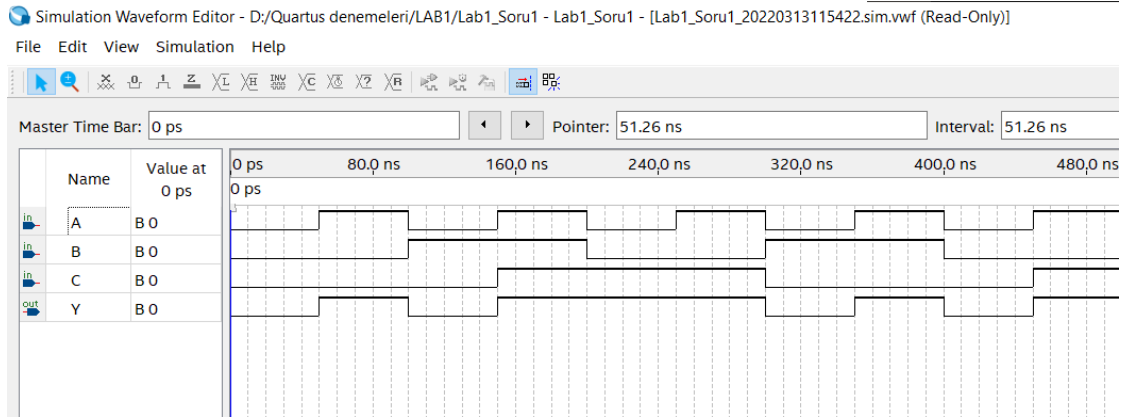 Simulation Waveform Editor - D:/Quartus denemeleri/LAB1/Lab1_Soru1 - Lab1_Soru1 - [Lab1_Soru1_20220313115422.sim.vwf (Read-Only)]
File Edit View Simulation Help
Master Time Bar: 0 ps Pointer: 51.26 ns Interval: 51.26 ns
Name Value at 0 ps 0 ps 80.0 ns 160.0 ns 240.0 ns 320.0 ns 400.0 ns 480.0 ns
0 ps
in A B 0
in B B 0
in C B 0
out Y B 0